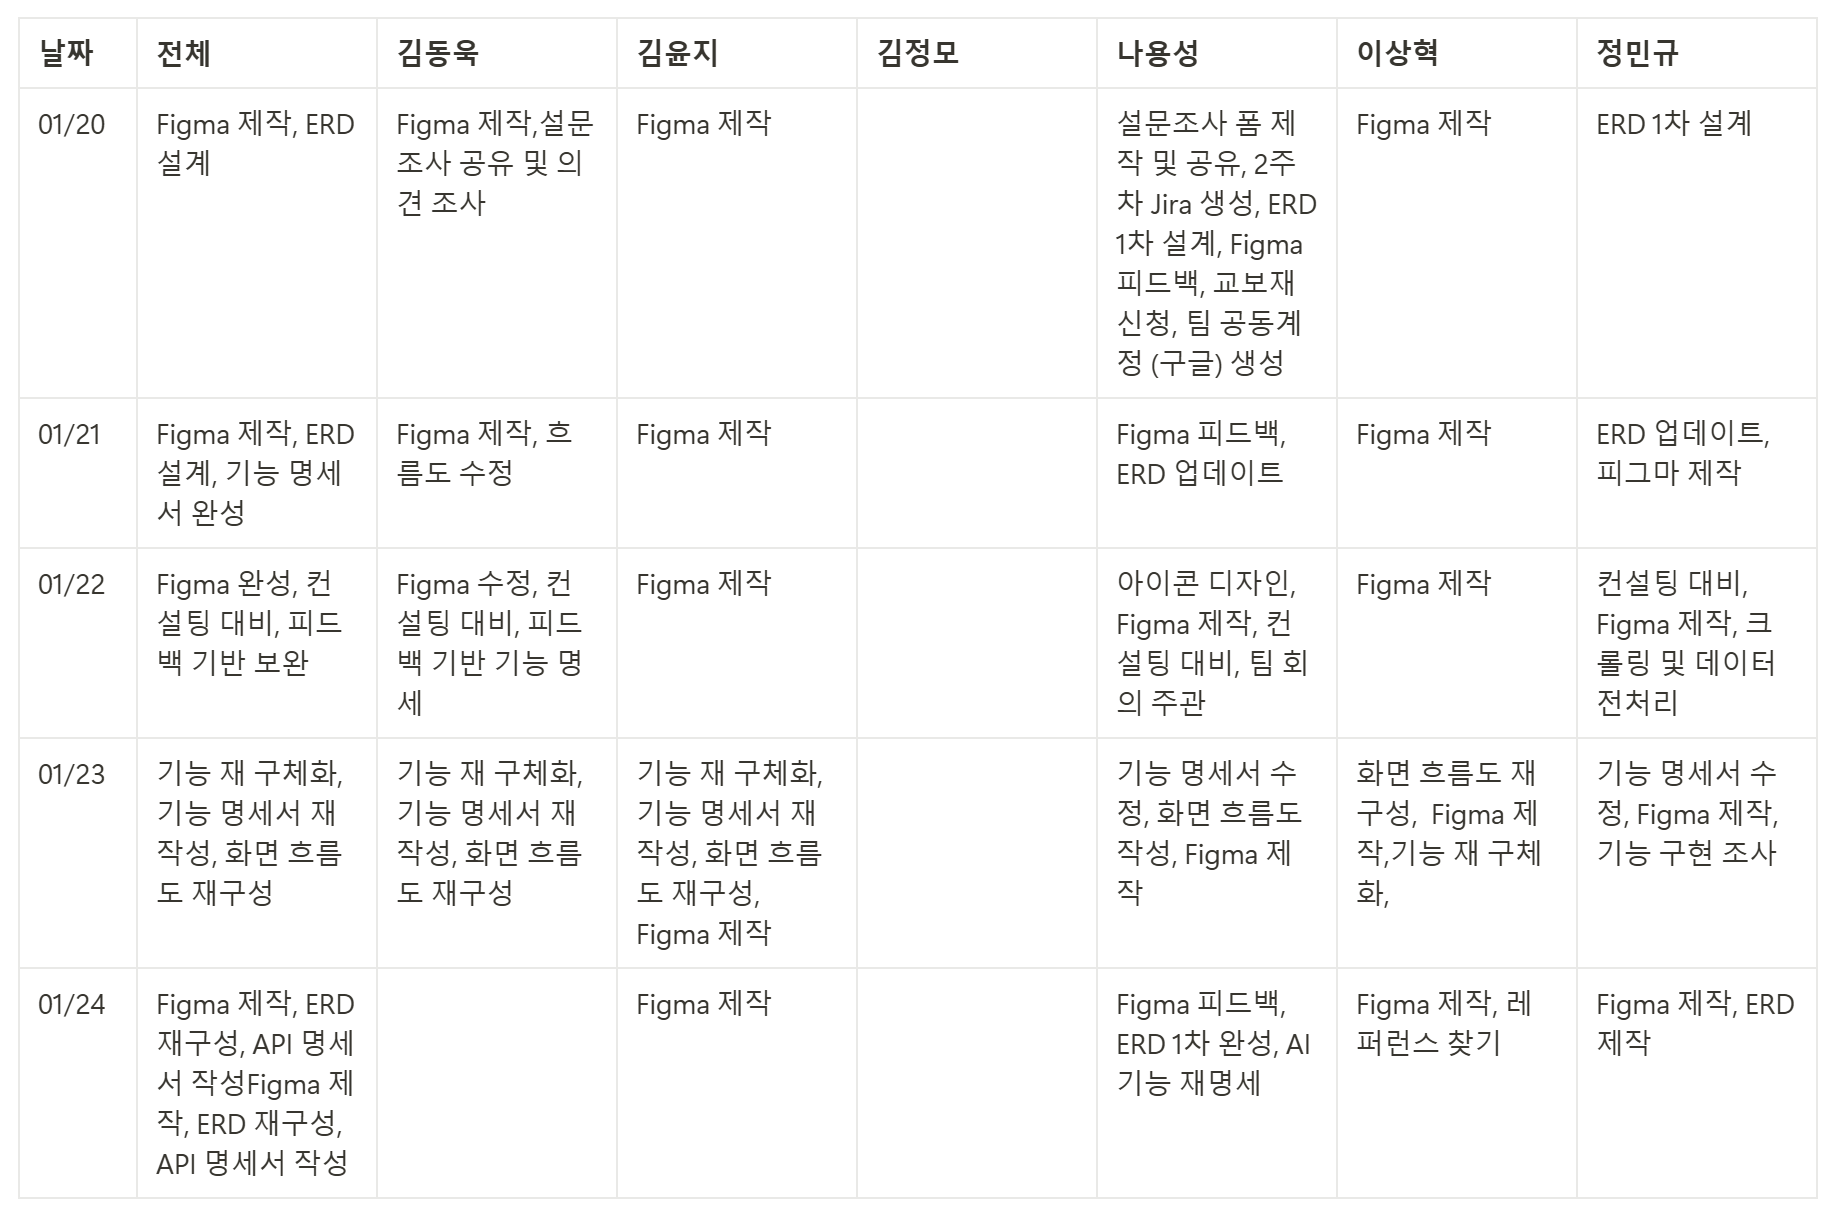 날짜 전체 김동욱 김윤지 김정모 나용성 이상혁 정민규
01/20
Figma 제작, ERD
설계
Figma 제작,설문
조사 공유 및 의
견 조사
Figma 제작
설문조사 폼 제
작 및 공유, 2주
차 Jira 생성, ERD
1차 설계, Figma
피드백, 교보재
신청, 팀 공동계
정 (구글) 생성
Figma 제작
ERD 1차 설계
01/21
Figma 제작, ERD
설계, 기능 명세
서 완성
Figma 제작, 흐
름도 수정
Figma 제작
Figma 피드백,
ERD 업데이트
Figma 제작
ERD 업데이트,
피그마 제작
01/22
Figma 완성, 컨
설팅 대비, 피드
백 기반 보완
Figma 수정, 컨
설팅 대비, 피드
백 기반 기능 명
세
Figma 제작
아이콘 디자인,
Figma 제작, 컨
설팅 대비, 팀 회
의 주관
Figma 제작
컨설팅 대비,
Figma 제작, 크
롤링 및 데이터
전처리
01/23
기능 재 구체화,
기능 명세서 재
작성, 화면 흐름
도 재구성
기능 재 구체화,
기능 명세서 재
작성, 화면 흐름
도 재구성
기능 재 구체화,
기능 명세서 재
작성, 화면 흐름
도 재구성,
Figma 제작
기능 명세서 수
정, 화면 흐름도
작성, Figma 제
작
화면 흐름도 재
구성, Figma 제
작,기능 재 구체
화,
기능 명세서 수
정, Figma 제작,
기능 구현 조사
01/24
Figma 제작, ERD
재구성, API 명세
서 작성Figma 제
작, ERD 재구성,
API 명세서 작성
Figma 제작
Figma 피드백,
ERD 1차 완성, AI
기능 재명세
Figma 제작, 레
퍼런스 찾기
Figma 제작, ERD
제작